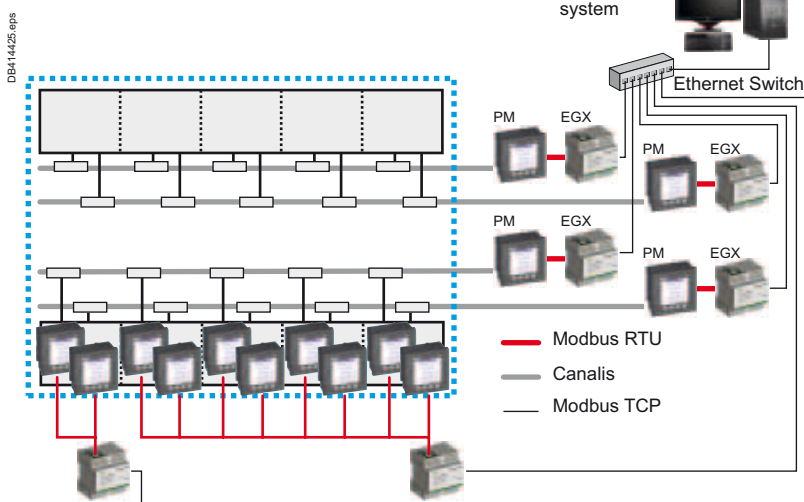 DB414425.eps
system
Ethernet Switch
PM EGX
PM EGX
PM EGX
PM EGX
Modbus RTU
Canalis
Modbus TCP